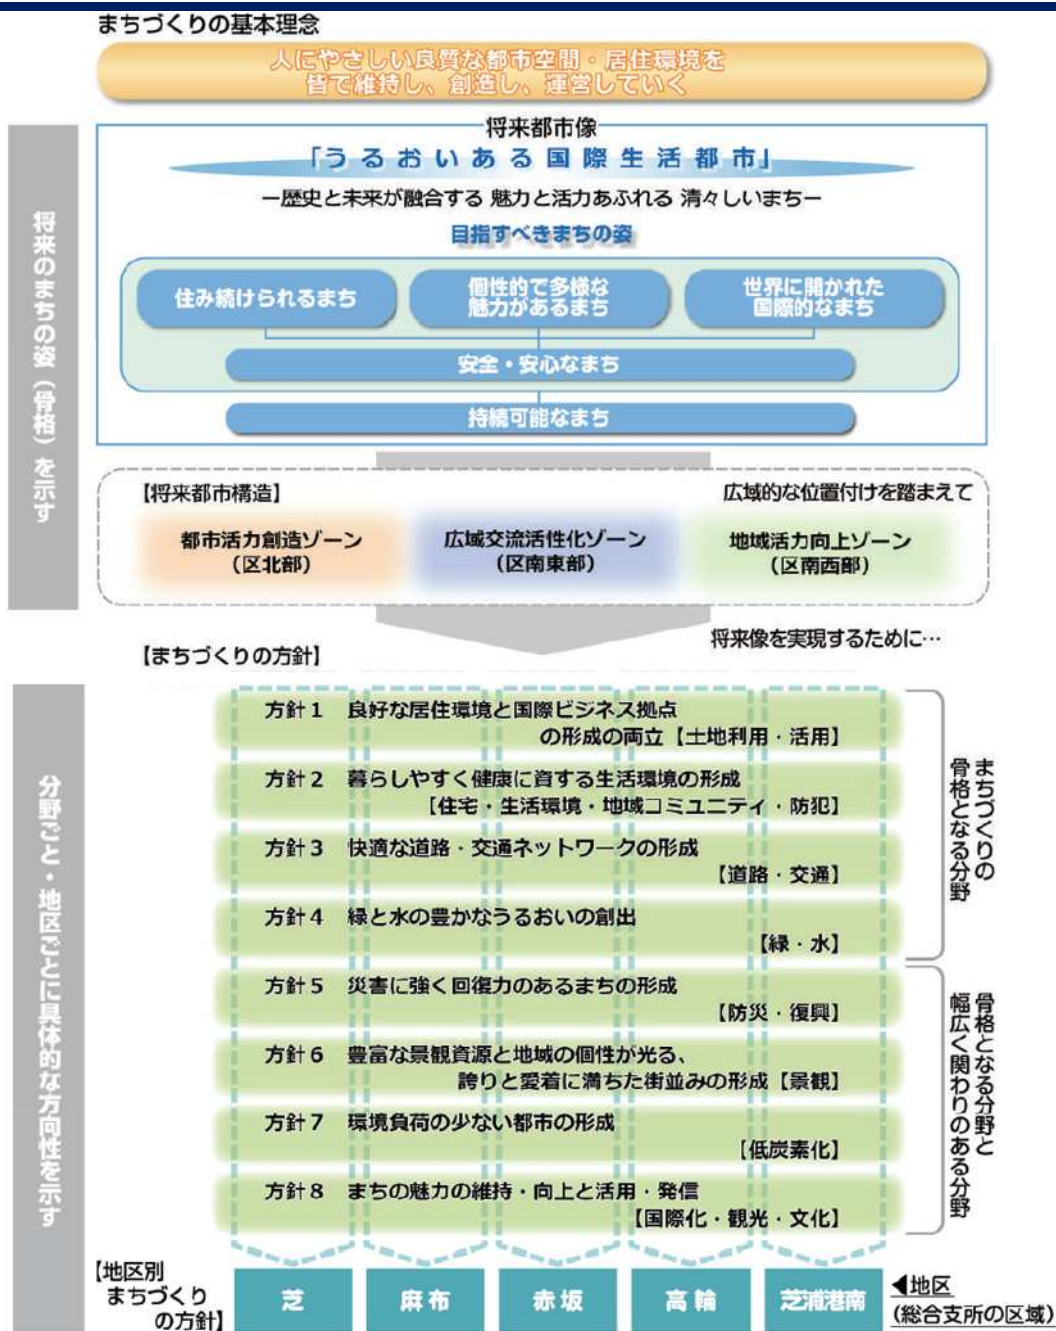 まちづくりの基本理念
人にやさしい良質な都市空間・居住環境を
皆で維持し、創造し、運営していく
将来のまちの姿（骨格）を示す
将来都市像
「うるおいある国際生活都市」
ー歴史と未来が融合する 魅力と活力あふれる 清々しいまちー
目指すべきまちの姿
住み続けられるまち
個性的で多様な
魅力があるまち
世界に開かれた
国際的なまち
安全・安心なまち
持続可能なまち
【将来都市構造】
広域的な位置付けを踏まえて
都市活力創造ゾーン
（区北部）
広域交流活性化ゾーン
（区南東部）
地域活力向上ゾーン
（区南西部）
将来像を実現するために…
【まちづくりの方針】
分野ごと・地区ごとに具体的な方向性を示す
方針1 良好な居住環境と国際ビジネス拠点
の形成の両立【土地利用・活用】
方針2 暮らしやすく健康に資する生活環境の形成
【住宅・生活環境・地域コミュニティ・防犯】
方針3 快適な道路・交通ネットワークの形成
【道路・交通】
方針4 緑と水の豊かなうるおいの創出
【緑・水】
まちづくりの
骨格となる分野
方針5 災害に強く回復力のあるまちの形成
【防災・復興】
方針6 豊富な景観資源と地域の個性が光る、
誇りと愛着に満ちた街並みの形成【景観】
方針7 環境負荷の少ない都市の形成
【低炭素化】
方針8 まちの魅力の維持・向上と活用・発信
【国際化・観光・文化】
骨格となる分野と
幅広く関わりのある分野
【地区別
まちづくり
の方針】
芝
麻布
赤坂
高輪
芝浦港南
◀地区
（総合支所の区域）